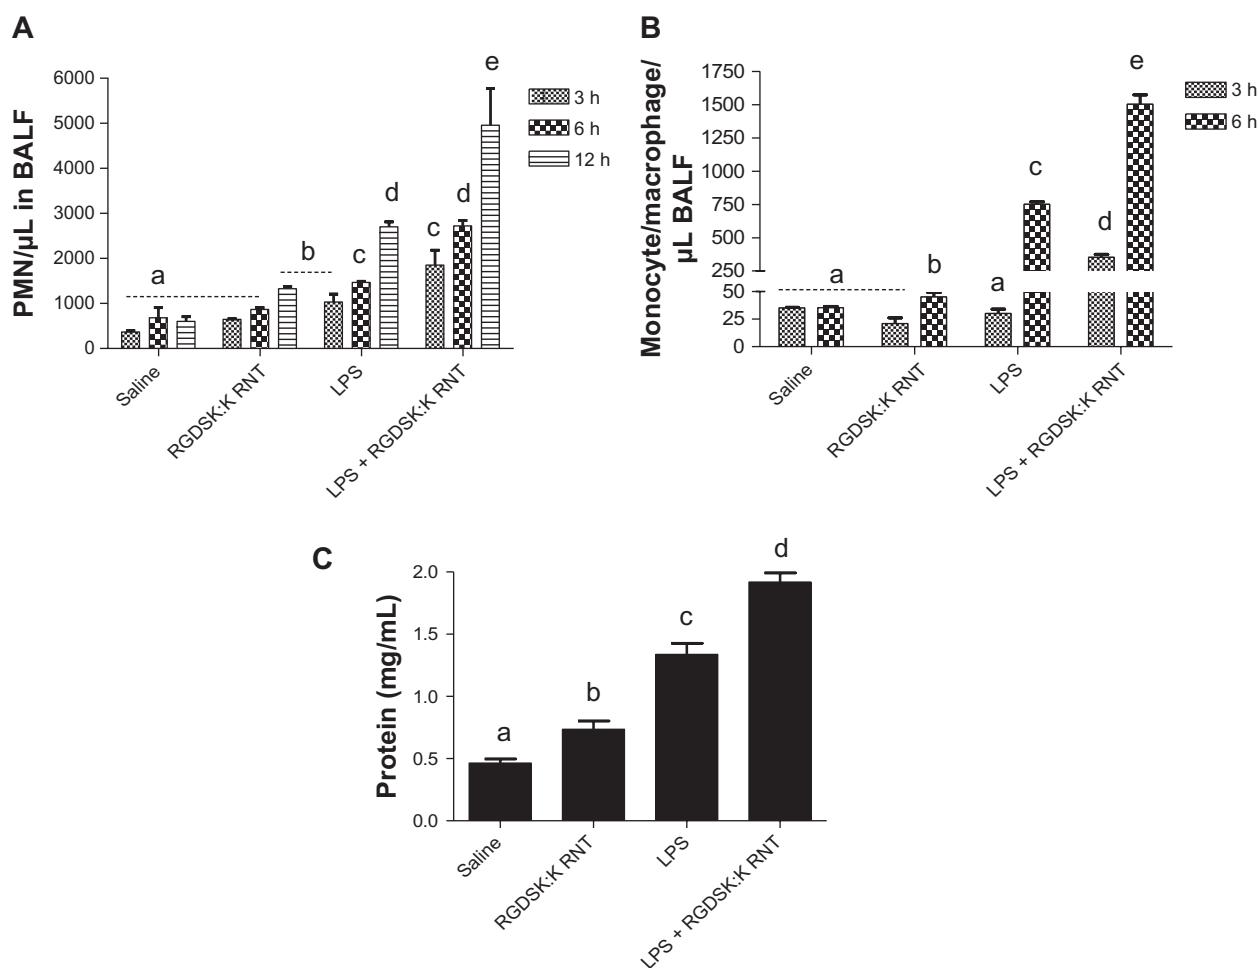 A
PMN/μL in BALF
6000
5000
4000
3000
2000
1000
0
a
b
c
d
c
d
e
3 h
6 h
12 h
Saline
RGDSK:K RNT
LPS
LPS + RGDSK:K RNT
B
Monocyte/macrophage/
μL BALF
1750
1500
1250
1000
750
500
250
50
25
0
a
b
a
c
d
e
3 h
6 h
Saline
RGDSK:K RNT
LPS
LPS + RGDSK:K RNT
C
Protein (mg/mL)
2.0
1.5
1.0
0.5
0.0
a
b
c
d
Saline
RGDSK:K RNT
LPS
LPS + RGDSK:K RNT